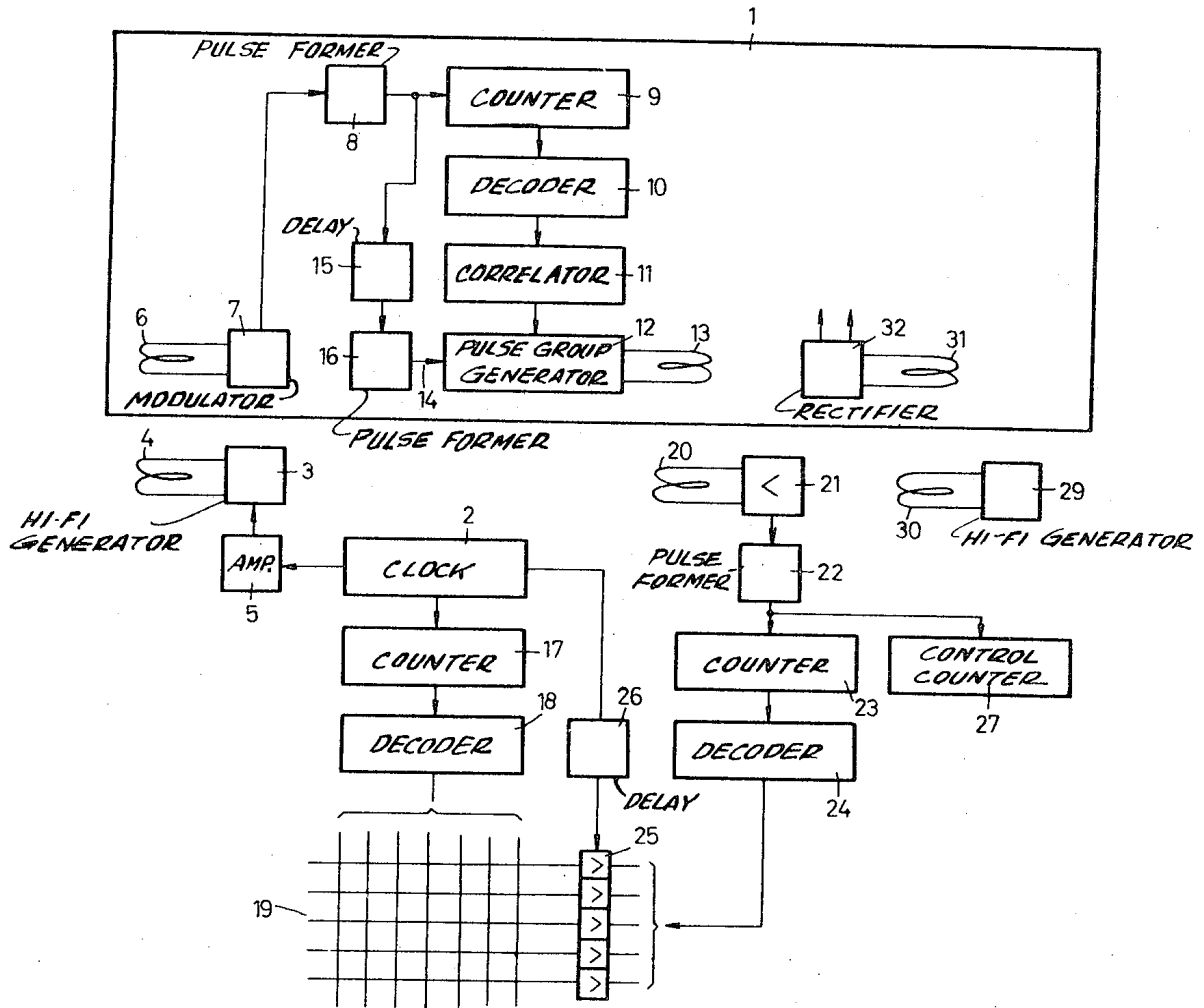 1
PULSE FORMER
8
COUNTER
9
DECODER
10
DELAY
15
CORRELATOR
11
6
7
MODULATOR
16
14
PULSE FORMER
12
PULSE GROUP
GENERATOR
13
32
31
RECTIFIER
4
3
HI-FI
GENERATOR
AMP.
5
2
CLOCK
20
<
21
30
29
HI-FI GENERATOR
PULSE
FORMER
22
COUNTER
17
COUNTER
23
CONTROL
COUNTER
27
DECODER
18
26
DELAY
DECODER
24
25
>
>
>
>
>
19